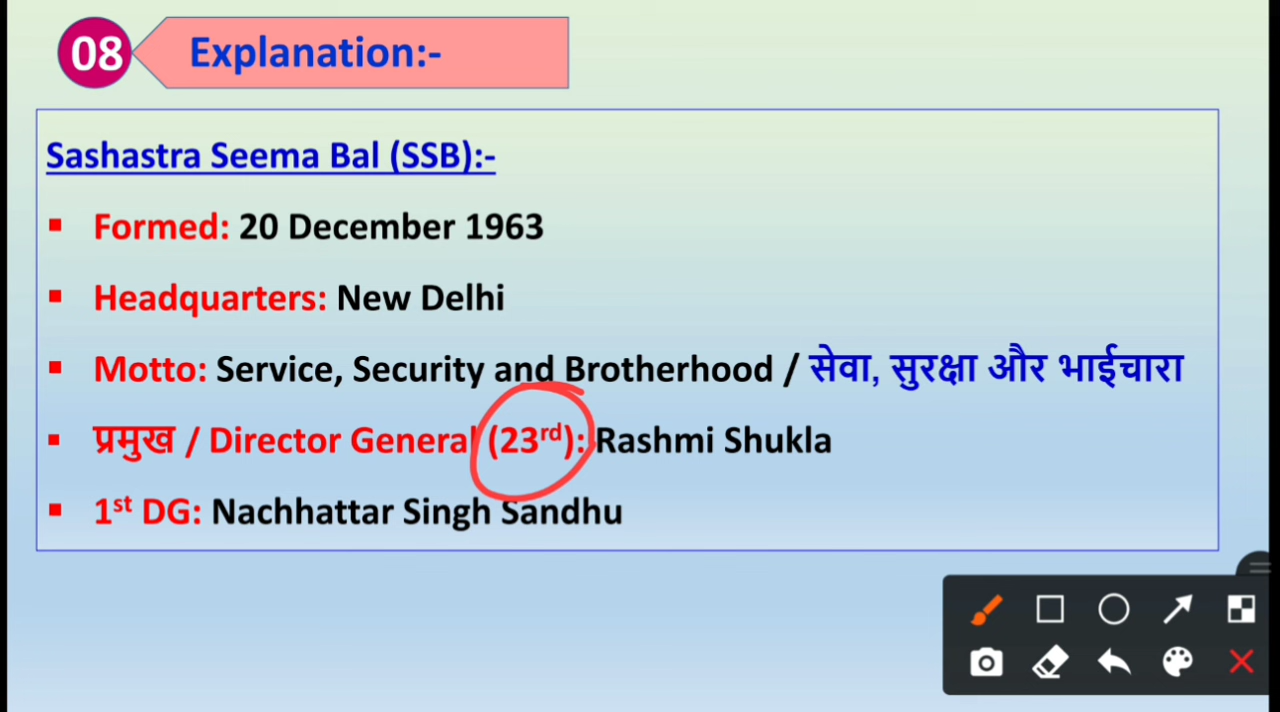 08 Explanation:-
Sashastra Seema Bal (SSB):-
▪ Formed: 20 December 1963
▪ Headquarters: New Delhi
▪ Motto: Service, Security and Brotherhood / सेवा, सुरक्षा और भाईचारा
▪ प्रमुख / Director General (23rd): Rashmi Shukla
▪ 1st DG: Nachhattar Singh Sandhu